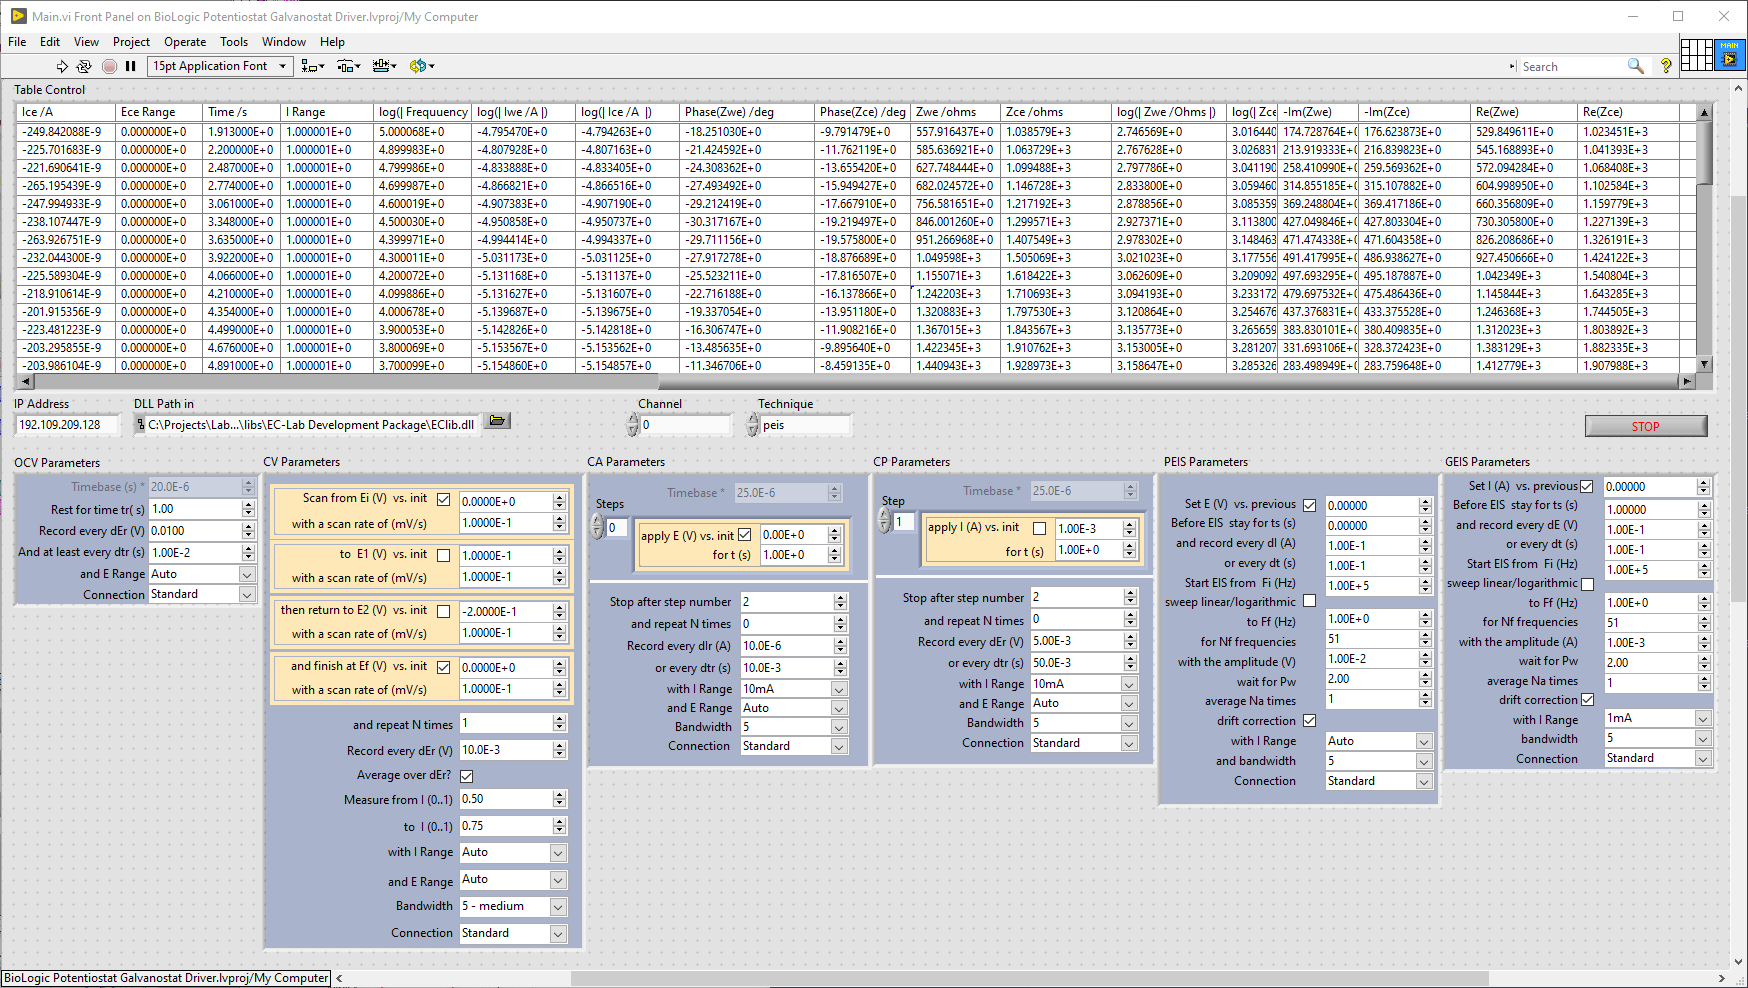 Main.vi Front Panel on BioLogic Potentiostat Galvanostat Driver.lvproj/My Computer
File Edit View Project Operate Tools Window Help
15pt Application Font Search MAIN
Table Control
Ice /A Ece Range Time /s I Range log(| Frequuency log(| Iwe /A |) log(| Ice /A |) Phase(Zwe) /deg Phase(Zce) /deg Zwe /ohms Zce /ohms log(| Zwe /Ohms |) log(| Zce -Im(Zwe) -Im(Zce) Re(Zwe) Re(Zce)
-249.842088E-9 0.000000E+0 1.913000E+0 1.000001E+0 5.000068E+0 -4.795470E+0 -4.794263E+0 -18.251030E+0 -9.791479E+0 557.916437E+0 1.038579E+3 2.746569E+0 3.016440 174.728764E+0 176.623873E+0 529.849611E+0 1.023451E+3
-225.701683E-9 0.000000E+0 2.200000E+0 1.000001E+0 4.899983E+0 -4.807928E+0 -4.807163E+0 -21.424592E+0 -11.762119E+0 585.636921E+0 1.063729E+3 2.767628E+0 3.026831 213.919333E+0 216.839823E+0 545.168893E+0 1.041393E+3
-221.690641E-9 0.000000E+0 2.487000E+0 1.000001E+0 4.799986E+0 -4.833888E+0 -4.833405E+0 -24.308362E+0 -13.655420E+0 627.748444E+0 1.099488E+3 2.797786E+0 3.041190 258.410990E+0 259.569362E+0 572.094284E+0 1.068408E+3
-265.195439E-9 0.000000E+0 2.774000E+0 1.000001E+0 4.699987E+0 -4.866821E+0 -4.866516E+0 -27.493492E+0 -15.949427E+0 682.024572E+0 1.146728E+3 2.833800E+0 3.059460 314.855185E+0 315.107882E+0 604.998950E+0 1.102584E+3
-247.994933E-9 0.000000E+0 3.061000E+0 1.000001E+0 4.600019E+0 -4.907383E+0 -4.907190E+0 -29.212419E+0 -17.667910E+0 756.581651E+0 1.217192E+3 2.878856E+0 3.085359 369.248804E+0 369.417186E+0 660.356809E+0 1.159779E+3
-238.107447E-9 0.000000E+0 3.348000E+0 1.000001E+0 4.500030E+0 -4.950858E+0 -4.950737E+0 -30.317167E+0 -19.219497E+0 846.001260E+0 1.299571E+3 2.927371E+0 3.113800 427.049846E+0 427.803304E+0 730.305800E+0 1.227139E+3
-263.926751E-9 0.000000E+0 3.635000E+0 1.000001E+0 4.399971E+0 -4.994414E+0 -4.994337E+0 -29.711156E+0 -19.575800E+0 951.266968E+0 1.407549E+3 2.978302E+0 3.148463 471.474338E+0 471.604358E+0 826.208686E+0 1.326191E+3
-232.044300E-9 0.000000E+0 3.922000E+0 1.000001E+0 4.300011E+0 -5.031173E+0 -5.031125E+0 -27.917278E+0 -18.876689E+0 1.049598E+3 1.505069E+3 3.021023E+0 3.177556 491.417995E+0 486.938627E+0 927.450666E+0 1.424122E+3
-225.589304E-9 0.000000E+0 4.066000E+0 1.000001E+0 4.200072E+0 -5.131168E+0 -5.131137E+0 -25.523211E+0 -17.816507E+0 1.155071E+3 1.618422E+3 3.062609E+0 3.209092 497.693295E+0 495.187887E+0 1.042349E+3 1.540804E+3
-218.910614E-9 0.000000E+0 4.210000E+0 1.000001E+0 4.099886E+0 -5.131627E+0 -5.131607E+0 -22.716188E+0 -16.137866E+0 1.242203E+3 1.710693E+3 3.094193E+0 3.233172 479.697532E+0 475.486436E+0 1.145844E+3 1.643285E+3
-201.915356E-9 0.000000E+0 4.354000E+0 1.000001E+0 4.000678E+0 -5.139687E+0 -5.139675E+0 -19.337054E+0 -13.951180E+0 1.320883E+3 1.797530E+3 3.120864E+0 3.254676 437.376831E+0 433.375528E+0 1.246368E+3 1.744505E+3
-223.481223E-9 0.000000E+0 4.499000E+0 1.000001E+0 3.900053E+0 -5.142826E+0 -5.142818E+0 -16.306747E+0 -11.908216E+0 1.367015E+3 1.843567E+3 3.135773E+0 3.265659 383.830101E+0 380.409835E+0 1.312023E+3 1.803892E+3
-203.295855E-9 0.000000E+0 4.676000E+0 1.000001E+0 3.800069E+0 -5.153567E+0 -5.153562E+0 -13.485635E+0 -9.895640E+0 1.422345E+3 1.910762E+3 3.153005E+0 3.281207 331.693106E+0 328.372423E+0 1.383129E+3 1.882335E+3
-203.986104E-9 0.000000E+0 4.891000E+0 1.000001E+0 3.700099E+0 -5.154860E+0 -5.154857E+0 -11.346706E+0 -8.459135E+0 1.440943E+3 1.928973E+3 3.158647E+0 3.285326 283.498949E+0 283.759648E+0 1.412779E+3 1.907988E+3
IP Address DLL Path in Channel Technique
192.109.209.128 C:\Projects\Lab...\libs\EC-Lab Development Package\EClib.dll 0 peis STOP
OCV Parameters
Timebase (s) * 20.0E-6
Rest for time tr( s) 1.00
Record every dEr (V) 0.0100
And at least every dtr (s) 1.00E-2
and E Range Auto
Connection Standard
CV Parameters
Scan from Ei (V) vs. init 0.0000E+0
with a scan rate of (mV/s) 1.0000E-1
to E1 (V) vs. init 1.0000E-1
with a scan rate of (mV/s) 1.0000E-1
then return to E2 (V) vs. init -2.0000E-1
with a scan rate of (mV/s) 1.0000E-1
and finish at Ef (V) vs. init 0.0000E+0
with a scan rate of (mV/s) 1.0000E-1
and repeat N times 1
Record every dEr (V) 10.0E-3
Average over dEr?
Measure from I (0..1) 0.50
to I (0..1) 0.75
with I Range Auto
and E Range Auto
Bandwidth 5 - medium
Connection Standard
CA Parameters
Timebase * 25.0E-6
Steps
0
apply E (V) vs. init 0.00E+0
for t (s) 1.00E+0
Stop after step number 2
and repeat N times 0
Record every dIr (A) 10.0E-6
or every dtr (s) 10.0E-3
with I Range 10mA
and E Range Auto
Bandwidth 5
Connection Standard
CP Parameters
Timebase * 25.0E-6
Step
1
apply I (A) vs. init 1.00E-3
for t (s) 1.00E+0
Stop after step number 2
and repeat N times 0
Record every dEr (V) 5.00E-3
or every dtr (s) 50.0E-3
with I Range 10mA
and E Range Auto
Bandwidth 5
Connection Standard
PEIS Parameters
Set E (V) vs. previous 0.00000
Before EIS stay for ts (s) 0.00000
and record every dI (A) 1.00E-1
or every dt (s) 1.00E-1
Start EIS from Fi (Hz) 1.00E+5
sweep linear/logarithmic
to Ff (Hz) 1.00E+0
for Nf frequencies 51
with the amplitude (V) 1.00E-2
wait for Pw 2.00
average Na times 1
drift correction
with I Range Auto
and bandwidth 5
Connection Standard
GEIS Parameters
Set I (A) vs. previous 0.00000
Before EIS stay for ts (s) 1.00000
and record every dE (V) 1.00E-1
or every dt (s) 1.00E-1
Start EIS from Fi (Hz) 1.00E+5
sweep linear/logarithmic
to Ff (Hz) 1.00E+0
for Nf frequencies 51
with the amplitude (A) 1.00E-3
wait for Pw 2.00
average Na times 1
drift correction
with I Range 1mA
bandwidth 5
Connection Standard
BioLogic Potentiostat Galvanostat Driver.lvproj/My Computer